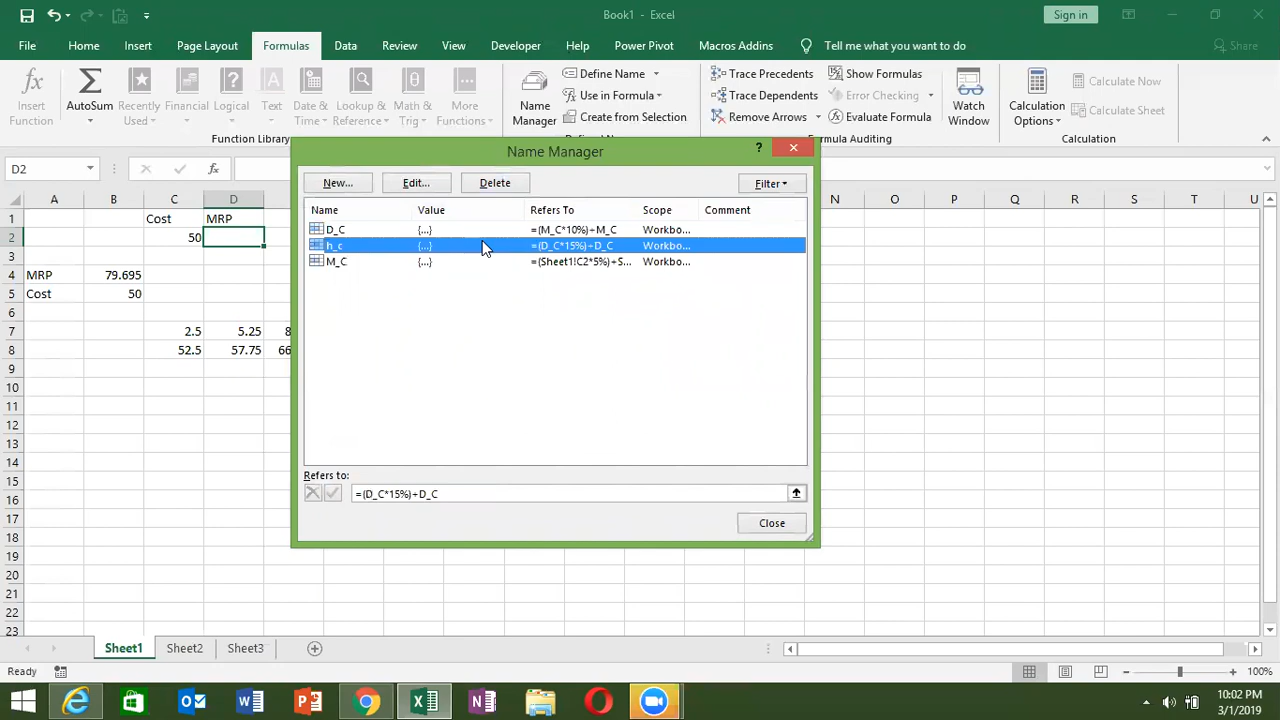 Book1 - Excel
Sign in
File Home Insert Page Layout Formulas Data Review View Developer Help Power Pivot Macros Addins Tell me what you want to do Share
Insert Function
AutoSum
Recently Used
Financial
Logical
Text
Date & Time
Lookup & Reference
Math & Trig
More Functions
Function Library
Name Manager
Define Name
Use in Formula
Create from Selection
Trace Precedents
Trace Dependents
Remove Arrows
Show Formulas
Error Checking
Evaluate Formula
Formula Auditing
Watch Window
Calculation Options
Calculate Now
Calculate Sheet
Calculation
D2
fx
A B C D N O P Q R S T U
1 Cost MRP
2 50
3
4 MRP 79.695
5 Cost 50
6
7 2.5 5.25 8
8 52.5 57.75 66
9
10
11
12
13
14
15
16
17
18
19
20
21
22
23
Name Manager
? 
New... Edit... Delete Filter
Name Value Refers To Scope Comment
D_C {...} =(M_C*10%)+M_C Workbo...
h_c {...} =(D_C*15%)+D_C Workbo...
M_C {...} =(Sheet1!C2*5%)+S... Workbo...
Refers to:
=(D_C*15%)+D_C
Close
Sheet1 Sheet2 Sheet3
Ready
100%
10:02 PM
3/1/2019